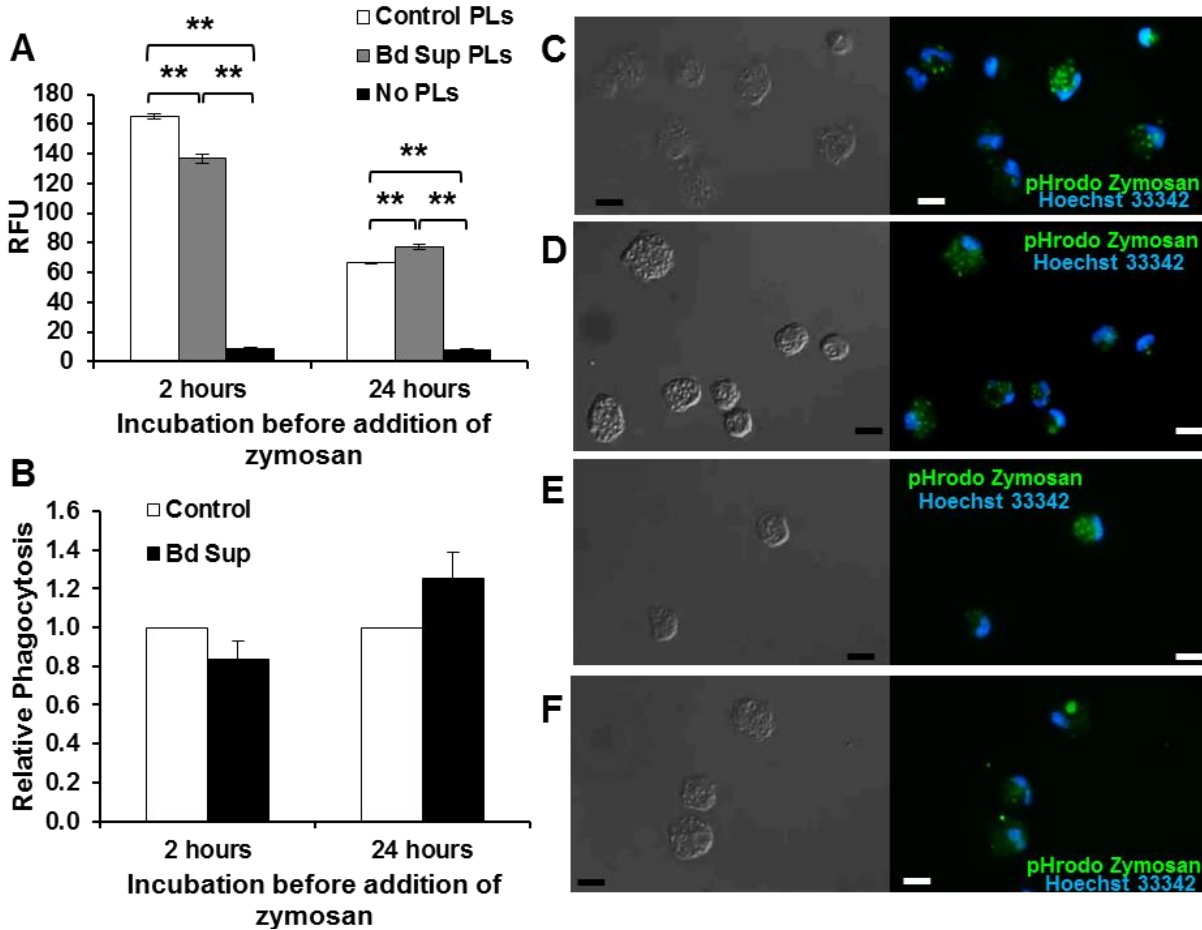 A
** 
** **
** 
** **
Control PLs
Bd Sup PLs
No PLs
180
160
140
120
100
80
60
40
20
0
RFU
2 hours 24 hours
Incubation before addition of
zymosan
B
Control
Bd Sup
1.6
1.4
1.2
1.0
0.8
0.6
0.4
0.2
0.0
Relative Phagocytosis
2 hours 24 hours
Incubation before addition of
zymosan
C
pHrodo Zymosan
Hoechst 33342
D
pHrodo Zymosan
Hoechst 33342
E
pHrodo Zymosan
Hoechst 33342
F
pHrodo Zymosan
Hoechst 33342